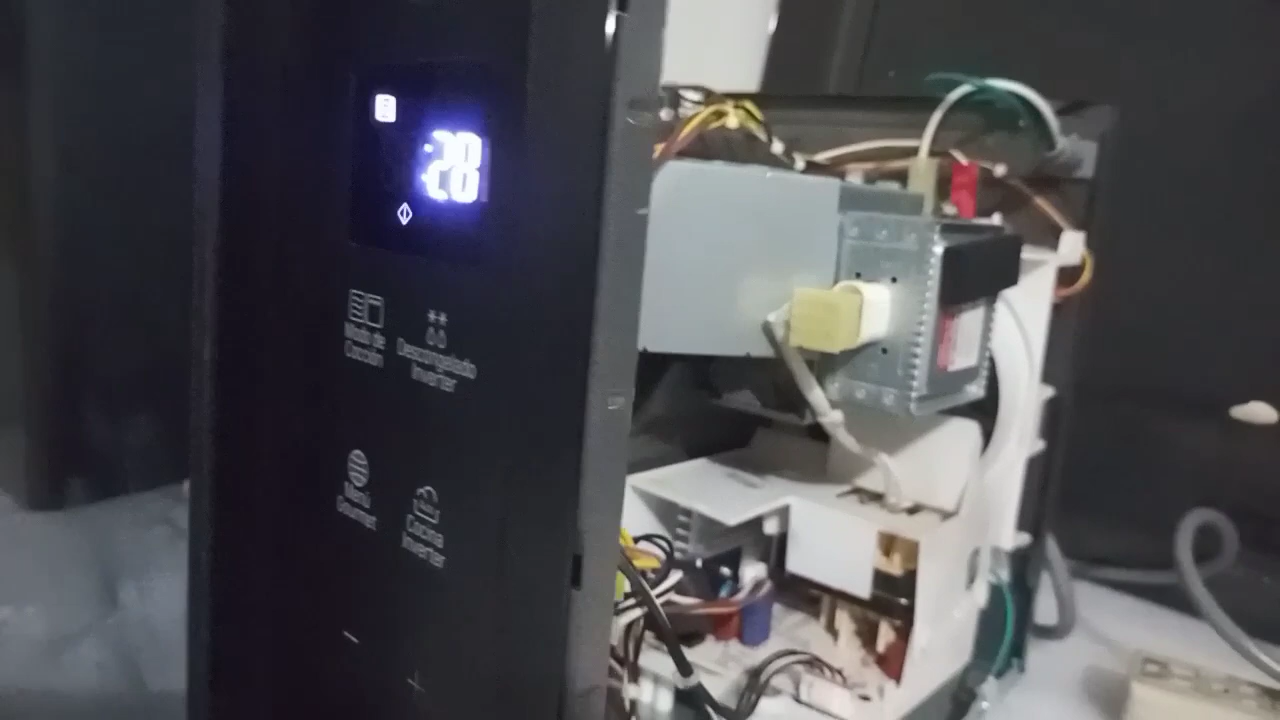 :28
Modo de
Cocción
Descongelado
Inverter
Menú
Gourmet
Cocina
Inverter